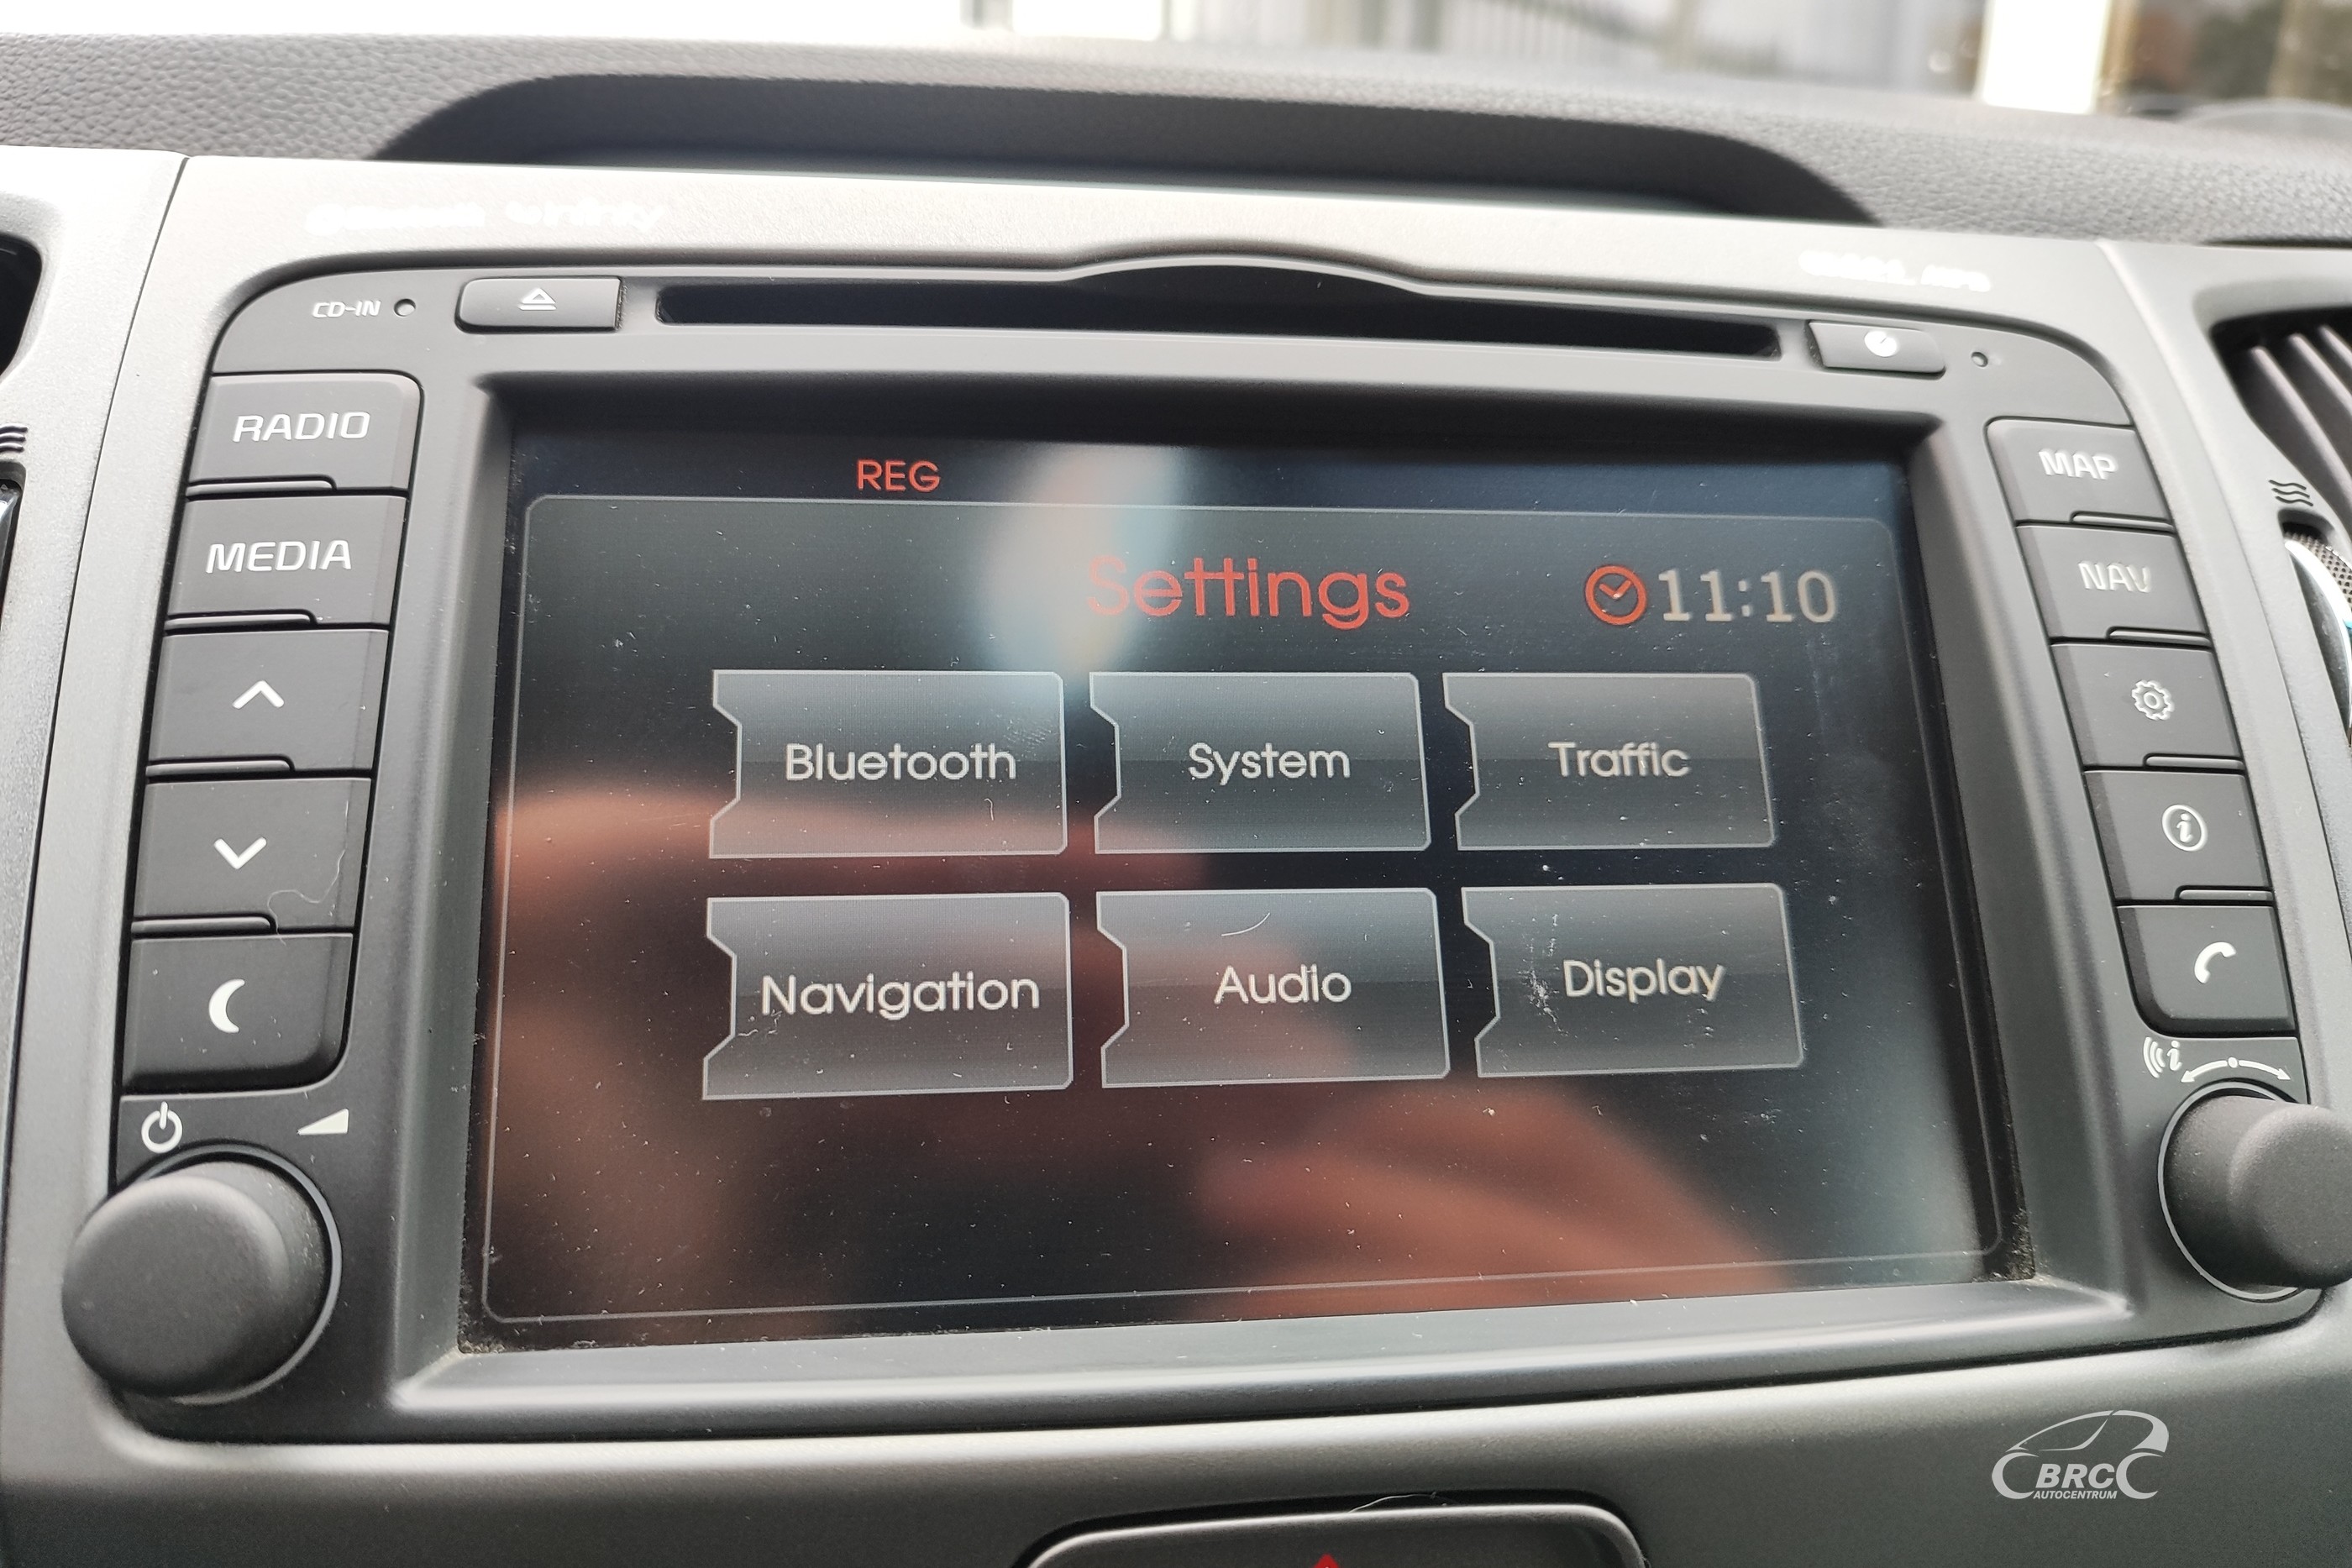 CD-IN
RADIO
MEDIA
MAP
NAV
REG
Settings
11:10
Bluetooth
System
Traffic
Navigation
Audio
Display
BRC
AUTOCENTRUM